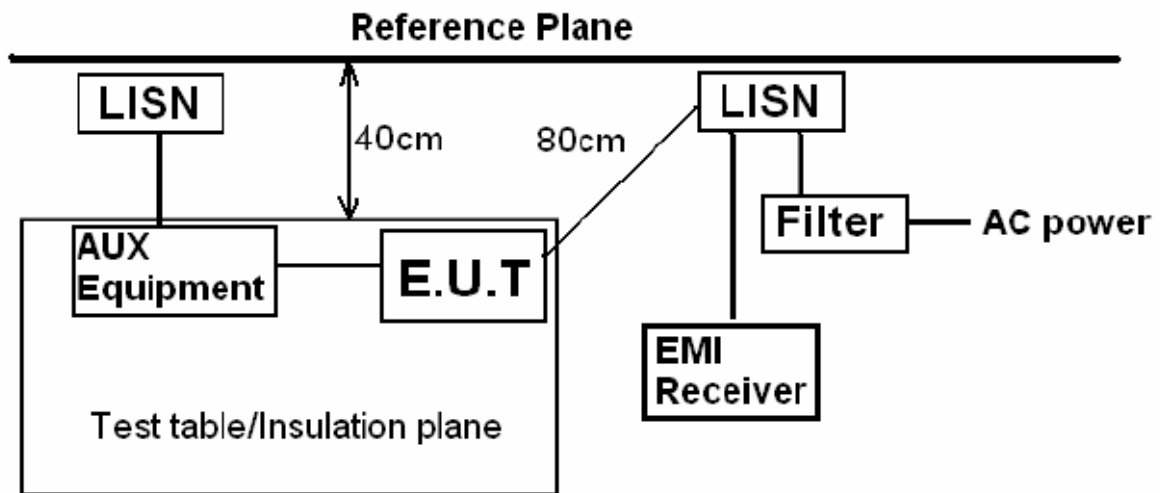 Reference Plane
LISN
LISN
40cm
80cm
Filter
AC power
AUX
Equipment
E.U.T
EMI
Receiver
Test table/Insulation plane